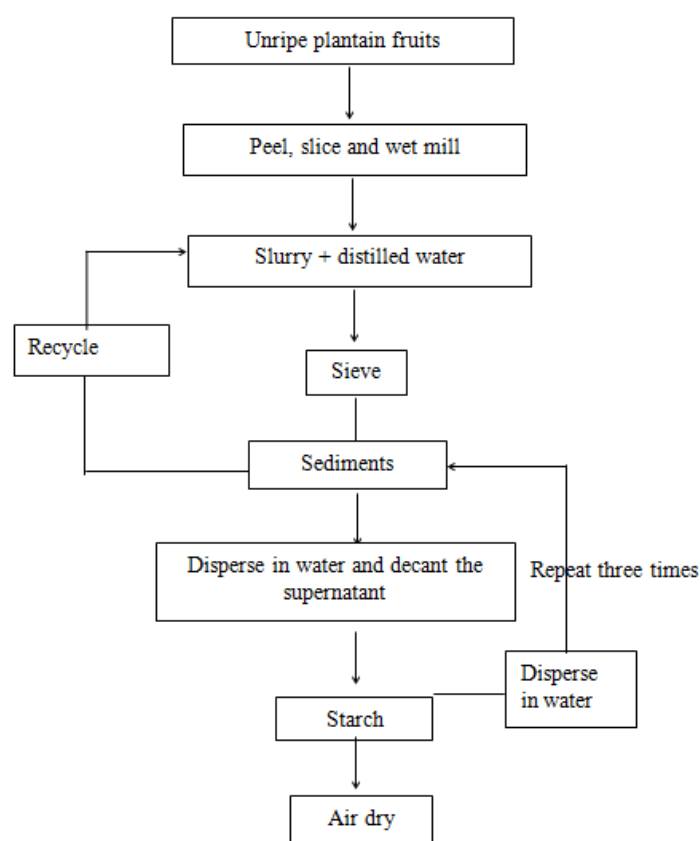 Unripe plantain fruits
Peel, slice and wet mill
Slurry + distilled water
Recycle
Sieve
Sediments
Disperse in water and decant the
supernatant
Repeat three times
Disperse
in water
Starch
Air dry